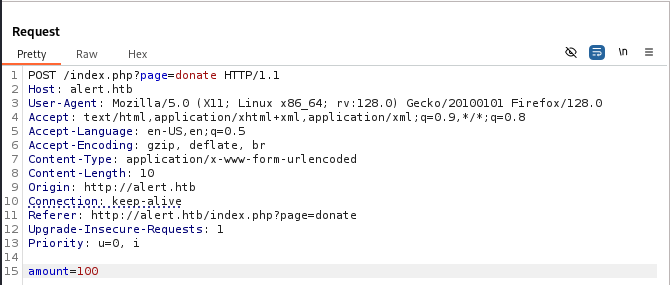 Request
Pretty Raw Hex \n
1 POST /index.php?page=donate HTTP/1.1
2 Host: alert.htb
3 User-Agent: Mozilla/5.0 (X11; Linux x86_64; rv:128.0) Gecko/20100101 Firefox/128.0
4 Accept: text/html,application/xhtml+xml,application/xml;q=0.9,*/*;q=0.8
5 Accept-Language: en-US,en;q=0.5
6 Accept-Encoding: gzip, deflate, br
7 Content-Type: application/x-www-form-urlencoded
8 Content-Length: 10
9 Origin: http://alert.htb
10 Connection: keep-alive
11 Referer: http://alert.htb/index.php?page=donate
12 Upgrade-Insecure-Requests: 1
13 Priority: u=0, i
14
15 amount=100